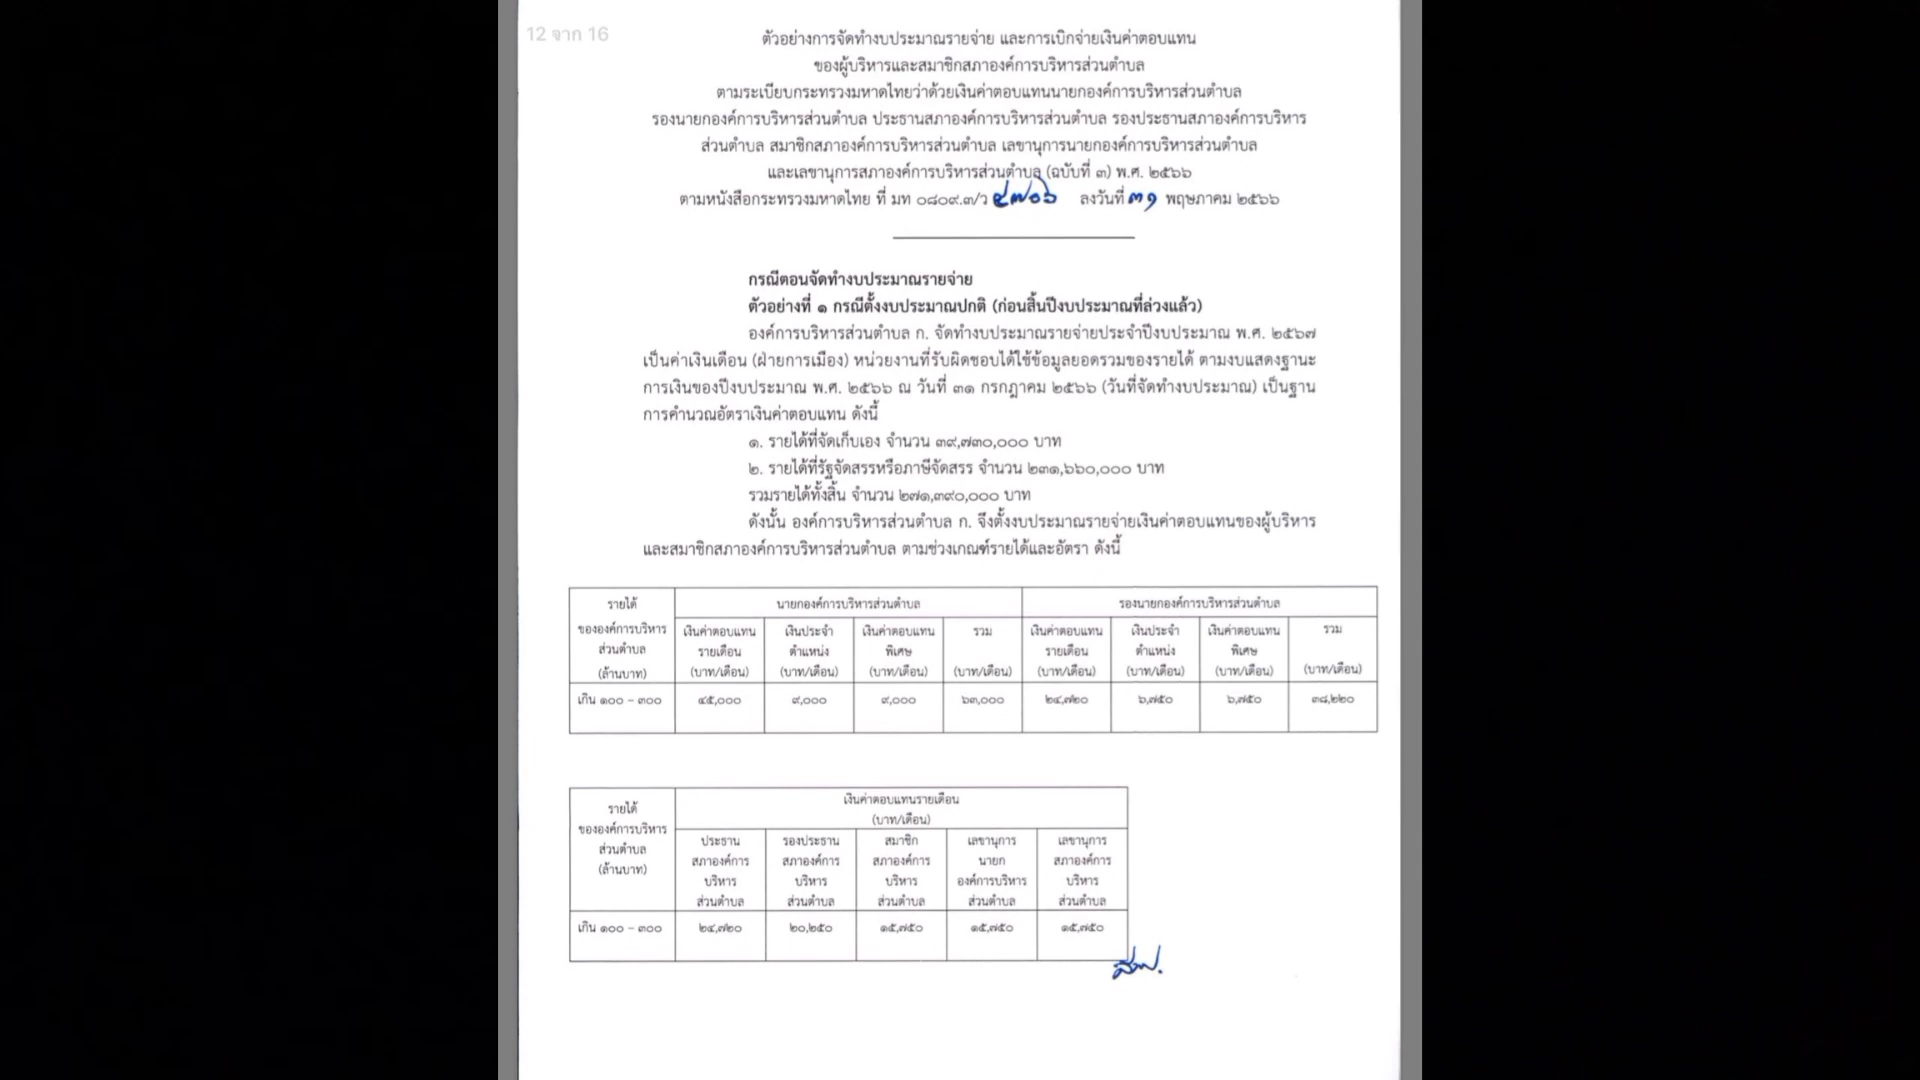 12 จาก 16
ตัวอย่างการจัดทำงบประมาณรายจ่าย และการเบิกจ่ายเงินค่าตอบแทน
ของผู้บริหารและสมาชิกสภาองค์การบริหารส่วนตำบล
ตามระเบียบกระทรวงมหาดไทยว่าด้วยเงินค่าตอบแทนนายกองค์การบริหารส่วนตำบล
รองนายกองค์การบริหารส่วนตำบล ประธานสภาองค์การบริหารส่วนตำบล รองประธานสภาองค์การบริหาร
ส่วนตำบล สมาชิกสภาองค์การบริหารส่วนตำบล เลขานุการนายกองค์การบริหารส่วนตำบล
และเลขานุการสภาองค์การบริหารส่วนตำบล (ฉบับที่ ๓) พ.ศ. ๒๕๖๖
ตามหนังสือกระทรวงมหาดไทย ที่ มท ๐๘๐๙.๓/ว ๔๗๐๖ ลงวันที่ ๓๑ พฤษภาคม ๒๕๖๖
กรณีตอนจัดทำงบประมาณรายจ่าย
ตัวอย่างที่ ๑ กรณีตั้งงบประมาณปกติ (ก่อนสิ้นปีงบประมาณที่ล่วงแล้ว)
องค์การบริหารส่วนตำบล ก. จัดทำงบประมาณรายจ่ายประจำปีงบประมาณ พ.ศ. ๒๕๖๗
เป็นค่าเงินเดือน (ฝ่ายการเมือง) หน่วยงานที่รับผิดชอบได้ใช้ข้อมูลยอดรวมของรายได้ ตามงบแสดงฐานะ
การเงินของปีงบประมาณ พ.ศ. ๒๕๖๖ ณ วันที่ ๓๑ กรกฎาคม ๒๕๖๖ (วันที่จัดทำงบประมาณ) เป็นฐาน
การคำนวณอัตราเงินค่าตอบแทน ดังนี้
๑. รายได้ที่จัดเก็บเอง จำนวน ๓๙,๗๓๐,๐๐๐ บาท
๒. รายได้ที่รัฐจัดสรรหรือภาษีจัดสรร จำนวน ๒๓๑,๖๖๐,๐๐๐ บาท
รวมรายได้ทั้งสิ้น จำนวน ๒๗๑,๓๙๐,๐๐๐ บาท
ดังนั้น องค์การบริหารส่วนตำบล ก. จึงตั้งงบประมาณรายจ่ายเงินค่าตอบแทนของผู้บริหาร
และสมาชิกสภาองค์การบริหารส่วนตำบล ตามช่วงเกณฑ์รายได้และอัตรา ดังนี้
รายได้ นายกองค์การบริหารส่วนตำบล รองนายกองค์การบริหารส่วนตำบล
ขององค์การบริหาร เงินค่าตอบแทน เงินประจำ เงินค่าตอบแทน รวม เงินค่าตอบแทน เงินประจำ เงินค่าตอบแทน รวม
ส่วนตำบล รายเดือน ตำแหน่ง พิเศษ รายเดือน ตำแหน่ง พิเศษ
(ล้านบาท) (บาท/เดือน) (บาท/เดือน) (บาท/เดือน) (บาท/เดือน) (บาท/เดือน) (บาท/เดือน) (บาท/เดือน) (บาท/เดือน)
เกิน ๑๐๐ - ๓๐๐ ๔๕,๐๐๐ ๙,๐๐๐ ๙,๐๐๐ ๖๓,๐๐๐ ๒๔,๗๒๐ ๖,๗๕๐ ๖,๗๕๐ ๓๘,๒๒๐
รายได้ เงินค่าตอบแทนรายเดือน
ขององค์การบริหาร (บาท/เดือน)
ส่วนตำบล ประธาน รองประธาน สมาชิก เลขานุการ เลขานุการ
(ล้านบาท) สภาองค์การ สภาองค์การ สภาองค์การ นายก สภาองค์การ
บริหาร บริหาร บริหาร องค์การบริหาร บริหาร
ส่วนตำบล ส่วนตำบล ส่วนตำบล ส่วนตำบล ส่วนตำบล
เกิน ๑๐๐ - ๓๐๐ ๒๔,๗๒๐ ๒๐,๒๕๐ ๑๕,๗๕๐ ๑๕,๗๕๐ ๑๕,๗๕๐